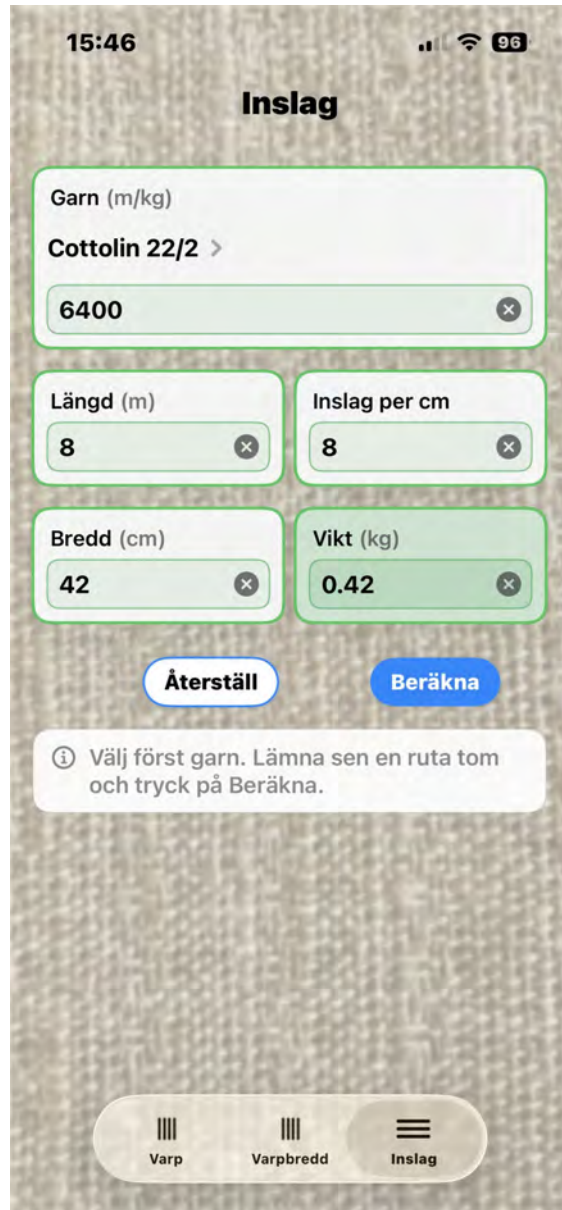 15:46
96
Inslag
Garn (m/kg)
Cottolin 22/2
6400
Längd (m)
Inslag per cm
8
8
Bredd (cm)
Vikt (kg)
42
0.42
Återställ
Beräkna
Välj först garn. Lämna sen en ruta tom
och tryck på Beräkna.
Varp
Varpbredd
Inslag